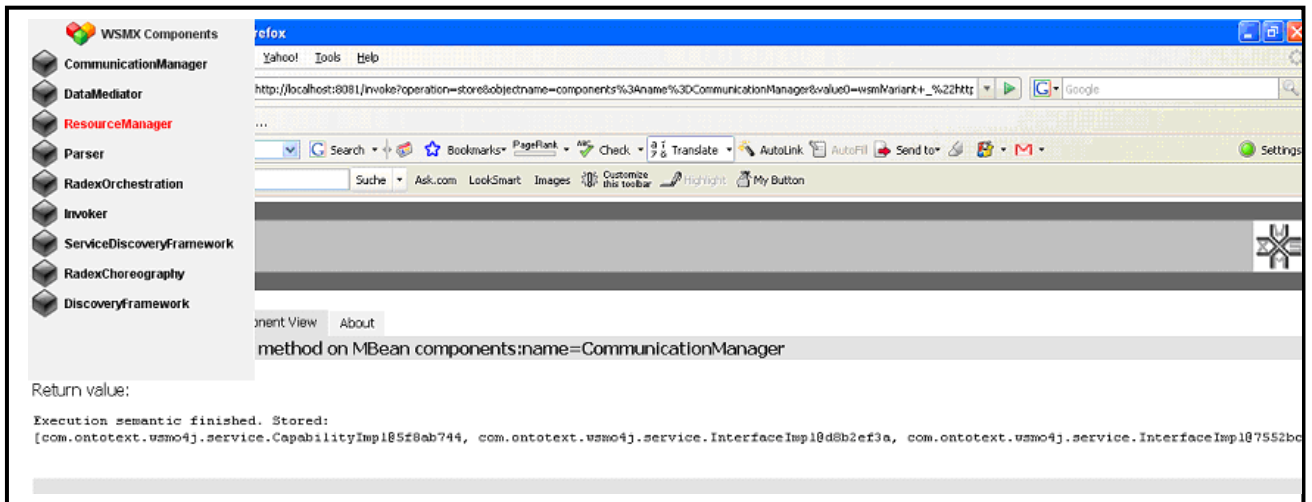 WSMX Components
refox
CommunicationManager
Yahoo! Tools Help
DataMediator
http://localhost:8081/invoke?operation=store&objectname=components%3Aname%3DCommunicationManager&value0=wsmlVariant+_%22http
G Google
ResourceManager
...
Parser
G Search Bookmarks PageRank ABC Check Translate AutoLink AutoFill Send to M Settings
RadexOrchestration
Suche Ask.com LookSmart Images Customize this toolbar Highlight My Button
Invoker
ServiceDiscoveryFramework
RadexChoreography
DiscoveryFramework
onent View About
method on MBean components:name=CommunicationManager
Return value:
Execution semantic finished. Stored:
[com.ontotext.wsmo4j.service.CapabilityImpl@5f8ab744, com.ontotext.wsmo4j.service.InterfaceImpl@d8b2ef3a, com.ontotext.wsmo4j.service.InterfaceImpl@7552bc